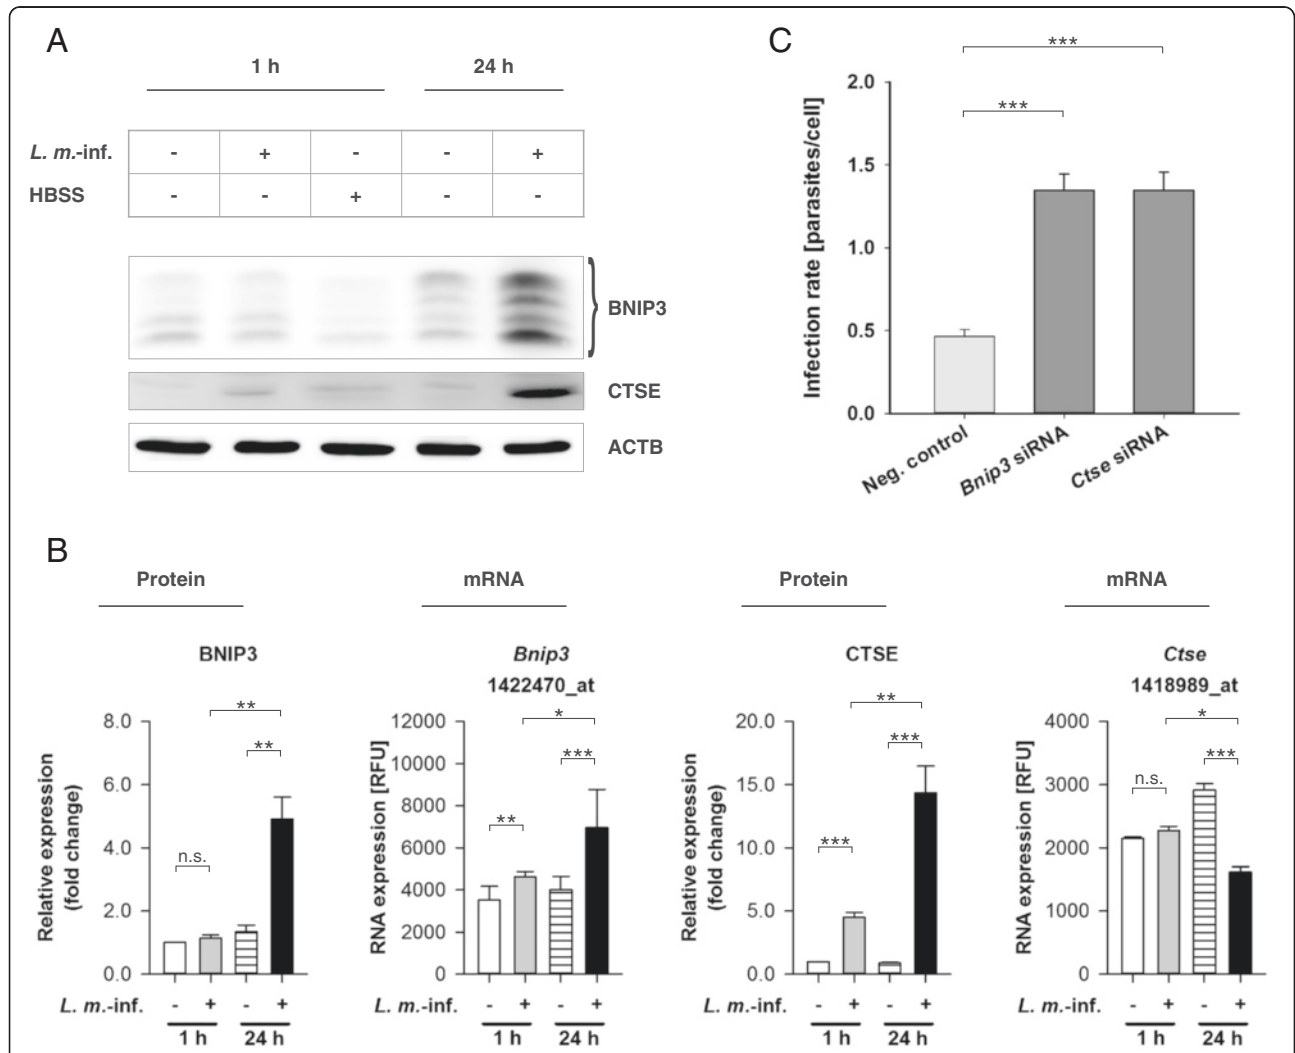 A
1 h 24 h
L. m.-inf. - + - - +
HBSS - - + - -
BNIP3
CTSE
ACTB
C
***
***
Infection rate [parasites/cell]
2.0
1.5
1.0
0.5
0.0
Neg. control
Bnip3 siRNA
Ctse siRNA
B
Protein
BNIP3
Relative expression
(fold change)
8.0
6.0
4.0
2.0
0.0
**
**
n.s.
L. m.-inf. - + - +
1 h 24 h
mRNA
Bnip3
1422470_at
RNA expression [RFU]
12000
10000
8000
6000
4000
2000
0
*
***
**
- + - +
1 h 24 h
Protein
CTSE
Relative expression
(fold change)
20.0
15.0
10.0
5.0
0.0
**
***
***
L. m.-inf. - + - +
1 h 24 h
mRNA
Ctse
1418989_at
RNA expression [RFU]
4000
3000
2000
1000
0
*
***
n.s.
L. m.-inf. - + - +
1 h 24 h